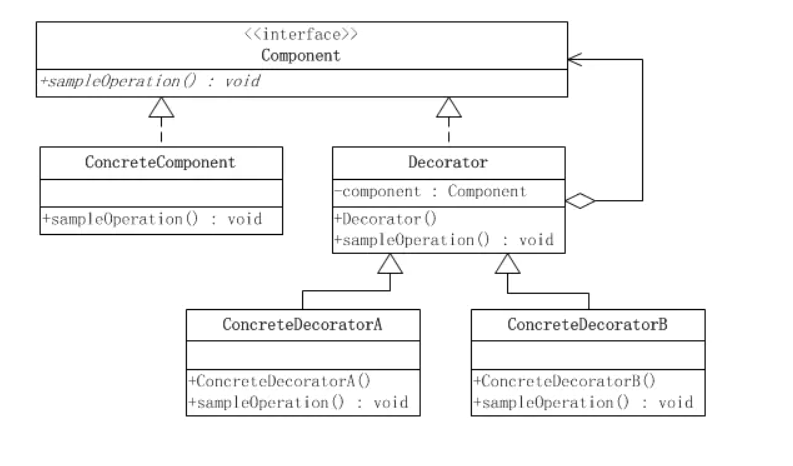 <<interface>>
Component
+sampleOperation() : void
ConcreteComponent
+sampleOperation() : void
Decorator
-component : Component
+Decorator()
+sampleOperation() : void
ConcreteDecoratorA
+ConcreteDecoratorA()
+sampleOperation() : void
ConcreteDecoratorB
+ConcreteDecoratorB()
+sampleOperation() : void